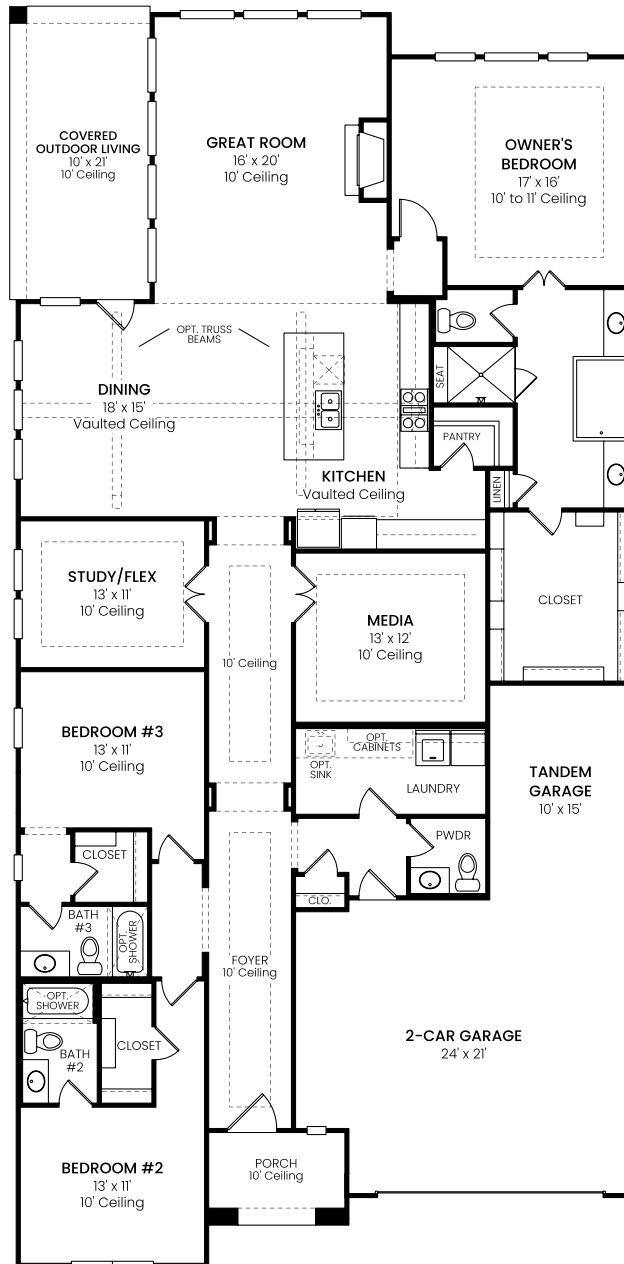 COVERED
OUTDOOR LIVING
10' x 21'
10' Ceiling
GREAT ROOM
16' x 20'
10' Ceiling
OWNER'S
BEDROOM
17' x 16'
10' to 11' Ceiling
OPT. TRUSS
BEAMS
SEAT
DINING
18' x 15'
Vaulted Ceiling
PANTRY
KITCHEN
Vaulted Ceiling
LINEN
STUDY/FLEX
13' x 11'
10' Ceiling
10' Ceiling
MEDIA
13' x 12'
10' Ceiling
CLOSET
BEDROOM #3
13' x 11'
10' Ceiling
OPT.
SINK
OPT.
CABINETS
LAUNDRY
TANDEM
GARAGE
10' x 15'
CLOSET
PWDR
CLO.
BATH
#3
OPT.
SHOWER
FOYER
10' Ceiling
OPT.
SHOWER
BATH
#2
CLOSET
2-CAR GARAGE
24' x 21'
BEDROOM #2
13' x 11'
10' Ceiling
PORCH
10' Ceiling